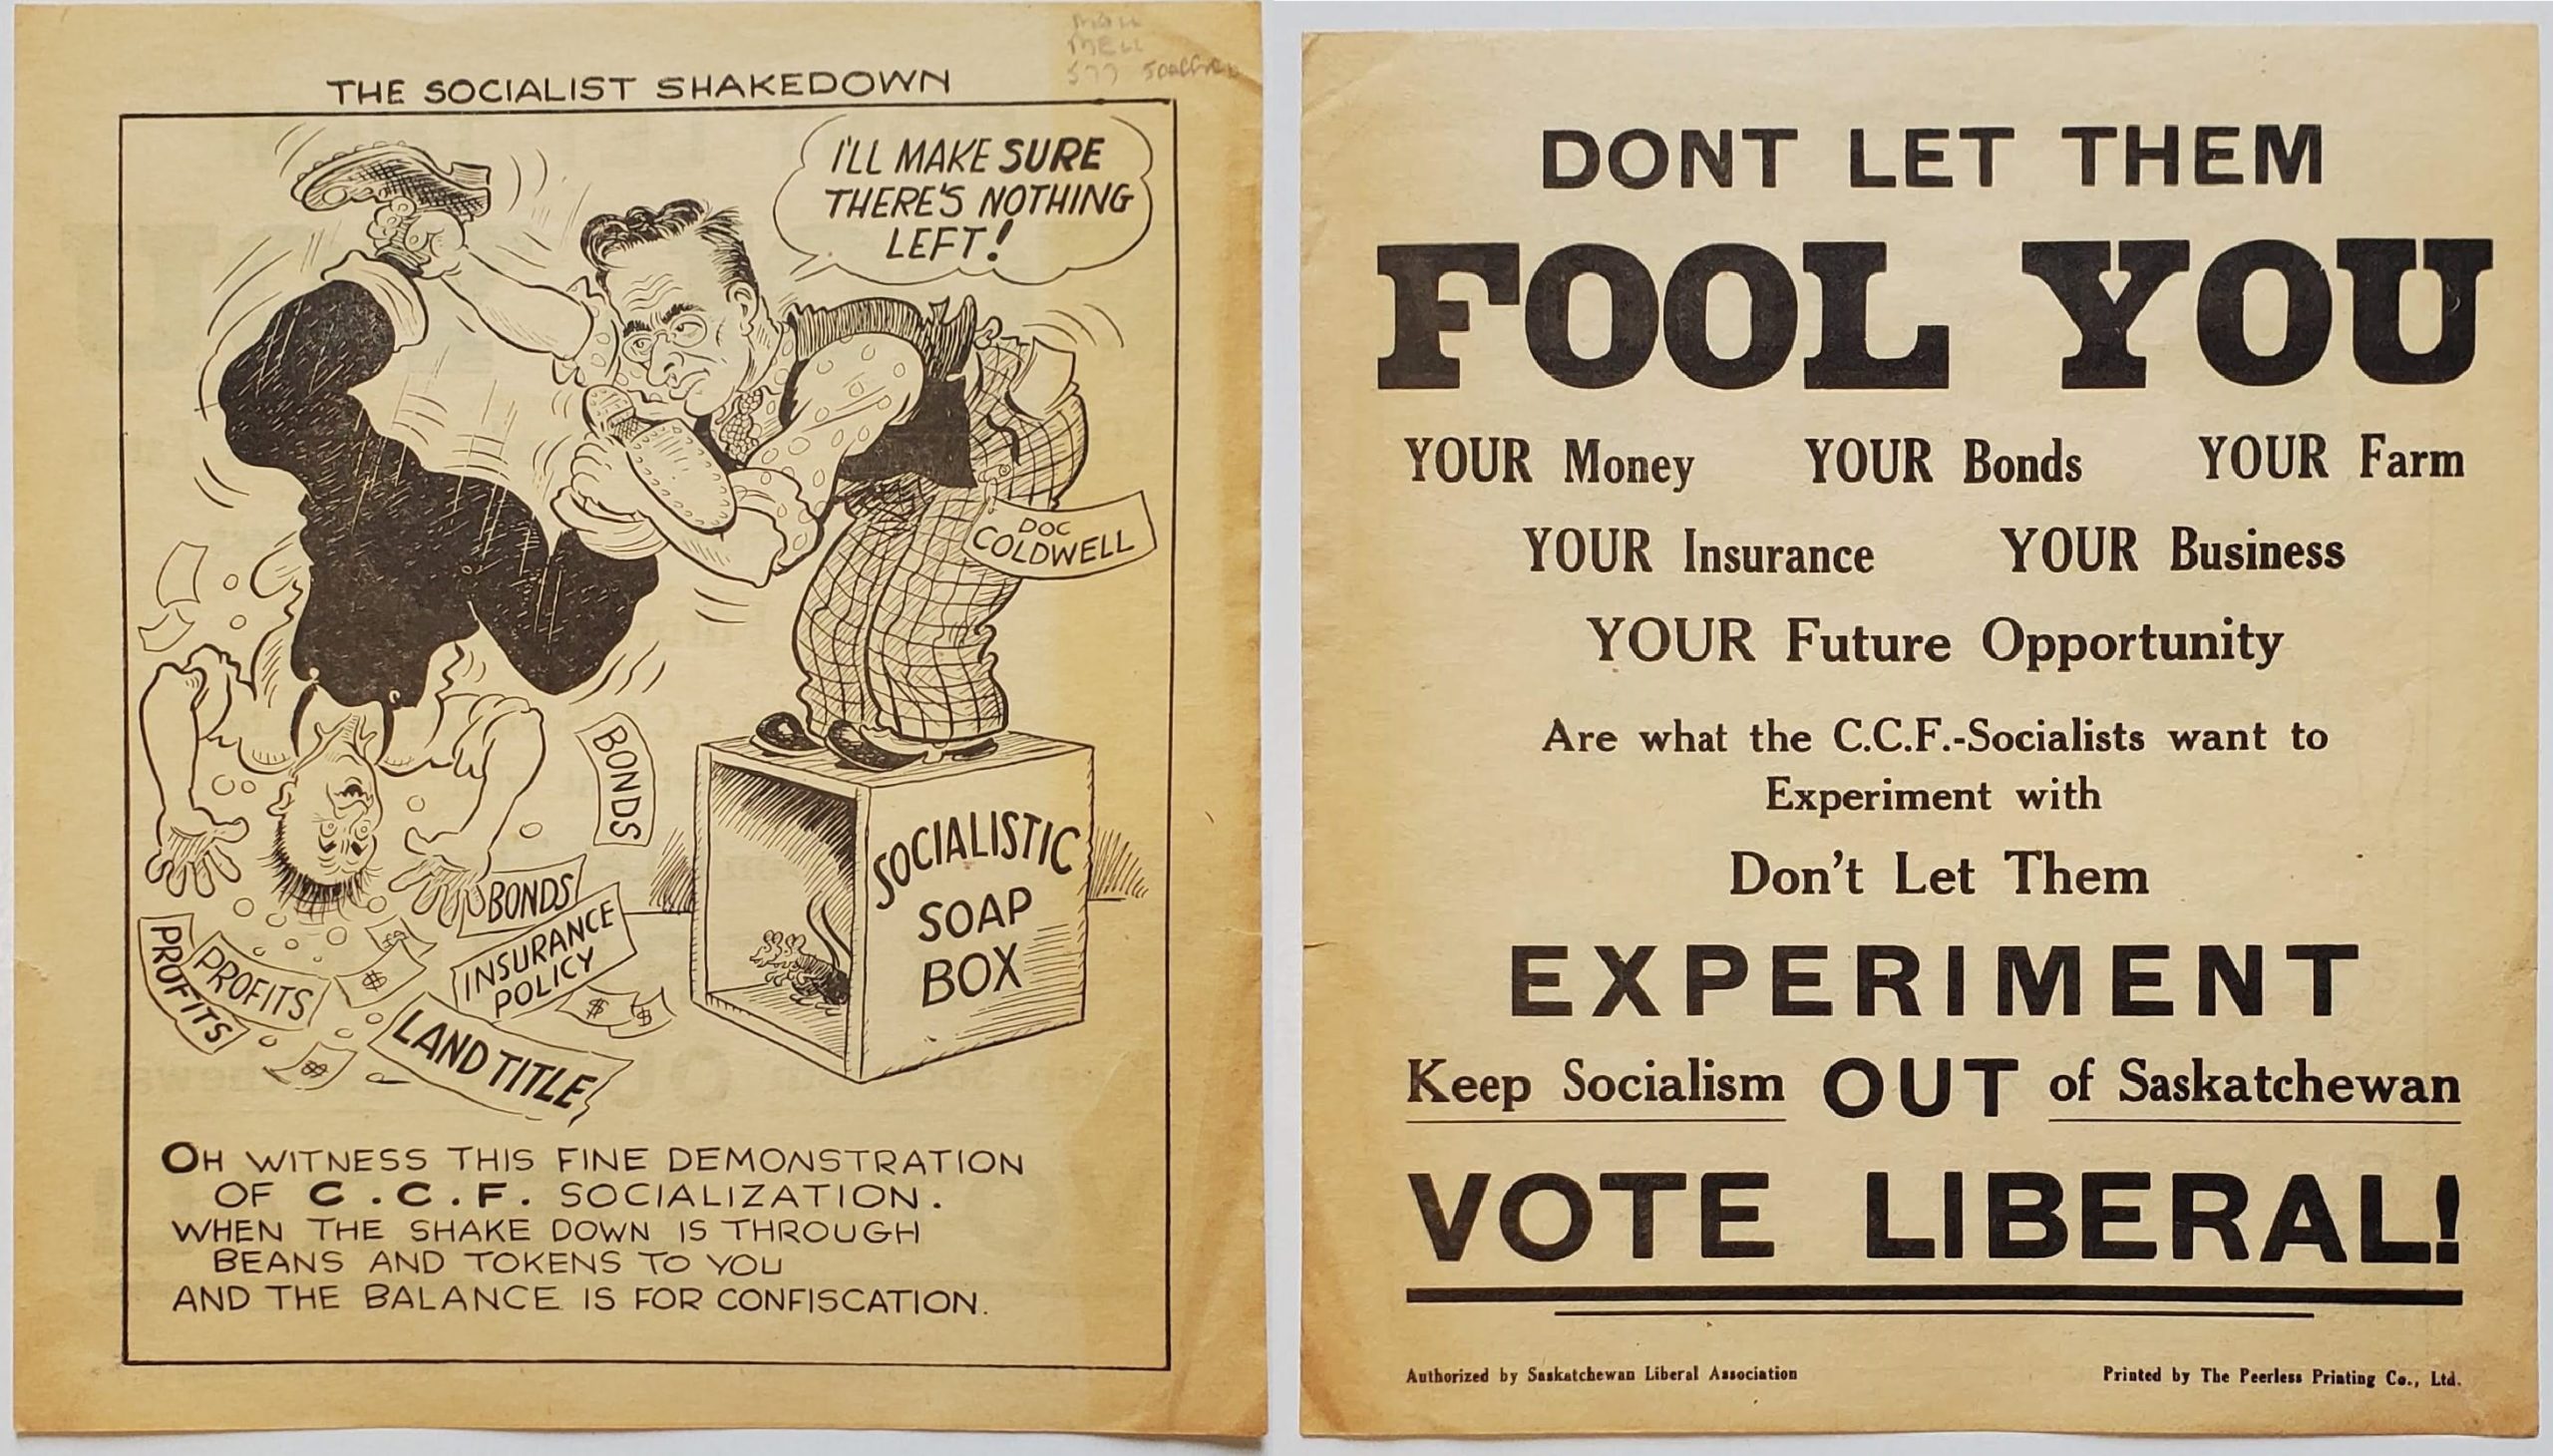 THE SOCIALIST SHAKEDOWN
I'LL MAKE SURE
THERE'S NOTHING
LEFT!
DOC
COLDWELL
BONDS
BONDS
INSURANCE
POLICY
PROFITS
PROFITS
$
$
$
$
$
LAND TITLE
SOCIALISTIC
SOAP
BOX
OH WITNESS THIS FINE DEMONSTRATION
OF C.C.F. SOCIALIZATION.
WHEN THE SHAKE DOWN IS THROUGH
BEANS AND TOKENS TO YOU
AND THE BALANCE IS FOR CONFISCATION.
DONT LET THEM
FOOL YOU
YOUR Money YOUR Bonds YOUR Farm
YOUR Insurance YOUR Business
YOUR Future Opportunity
Are what the C.C.F.-Socialists want to
Experiment with
Don't Let Them
EXPERIMENT
Keep Socialism OUT of Saskatchewan
VOTE LIBERAL!
Authorized by Saskatchewan Liberal Association Printed by The Peerless Printing Co., Ltd.